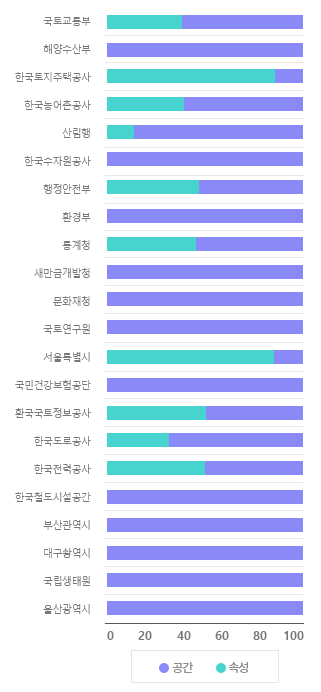 국토교통부
해양수산부
한국토지주택공사
한국농어촌공사
산림행
한국수자원공사
행정안전부
환경부
통계청
새만금개발청
문화재청
국토연구원
서울특별시
국민건강보험공단
환국국토정보공사
한국도로공사
한국전력공사
한국철도시설공간
부산관역시
대구광역시
국립생태원
울산광역시
0 20 40 60 80 100
공간 속성